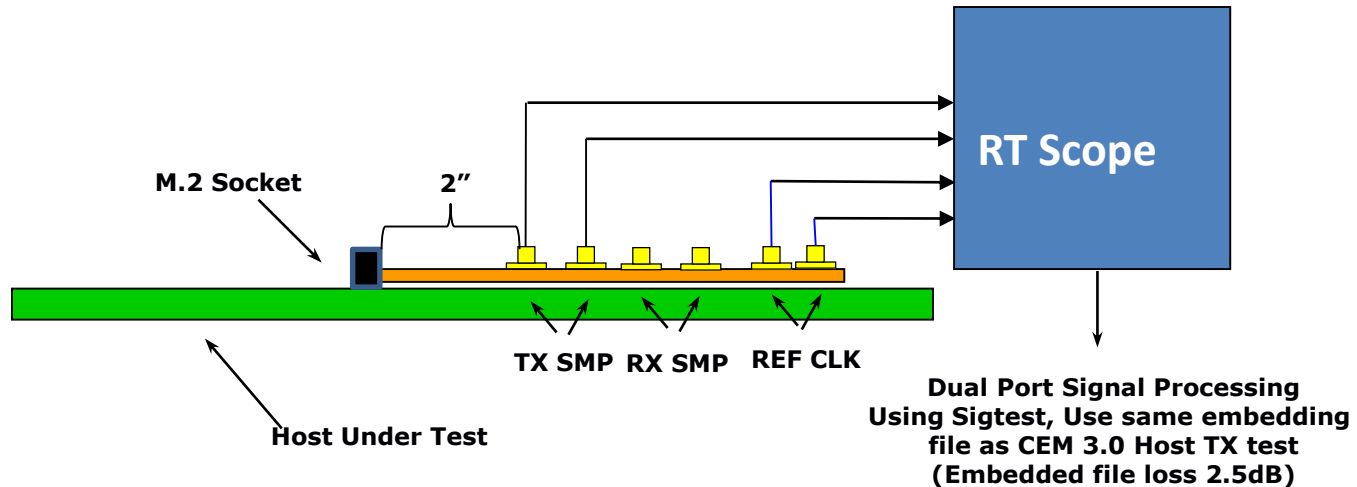 RT Scope
M.2 Socket
2”
TX SMP
RX SMP
REF CLK
Host Under Test
Dual Port Signal Processing
Using Sigtest, Use same embedding
file as CEM 3.0 Host TX test
(Embedded file loss 2.5dB)